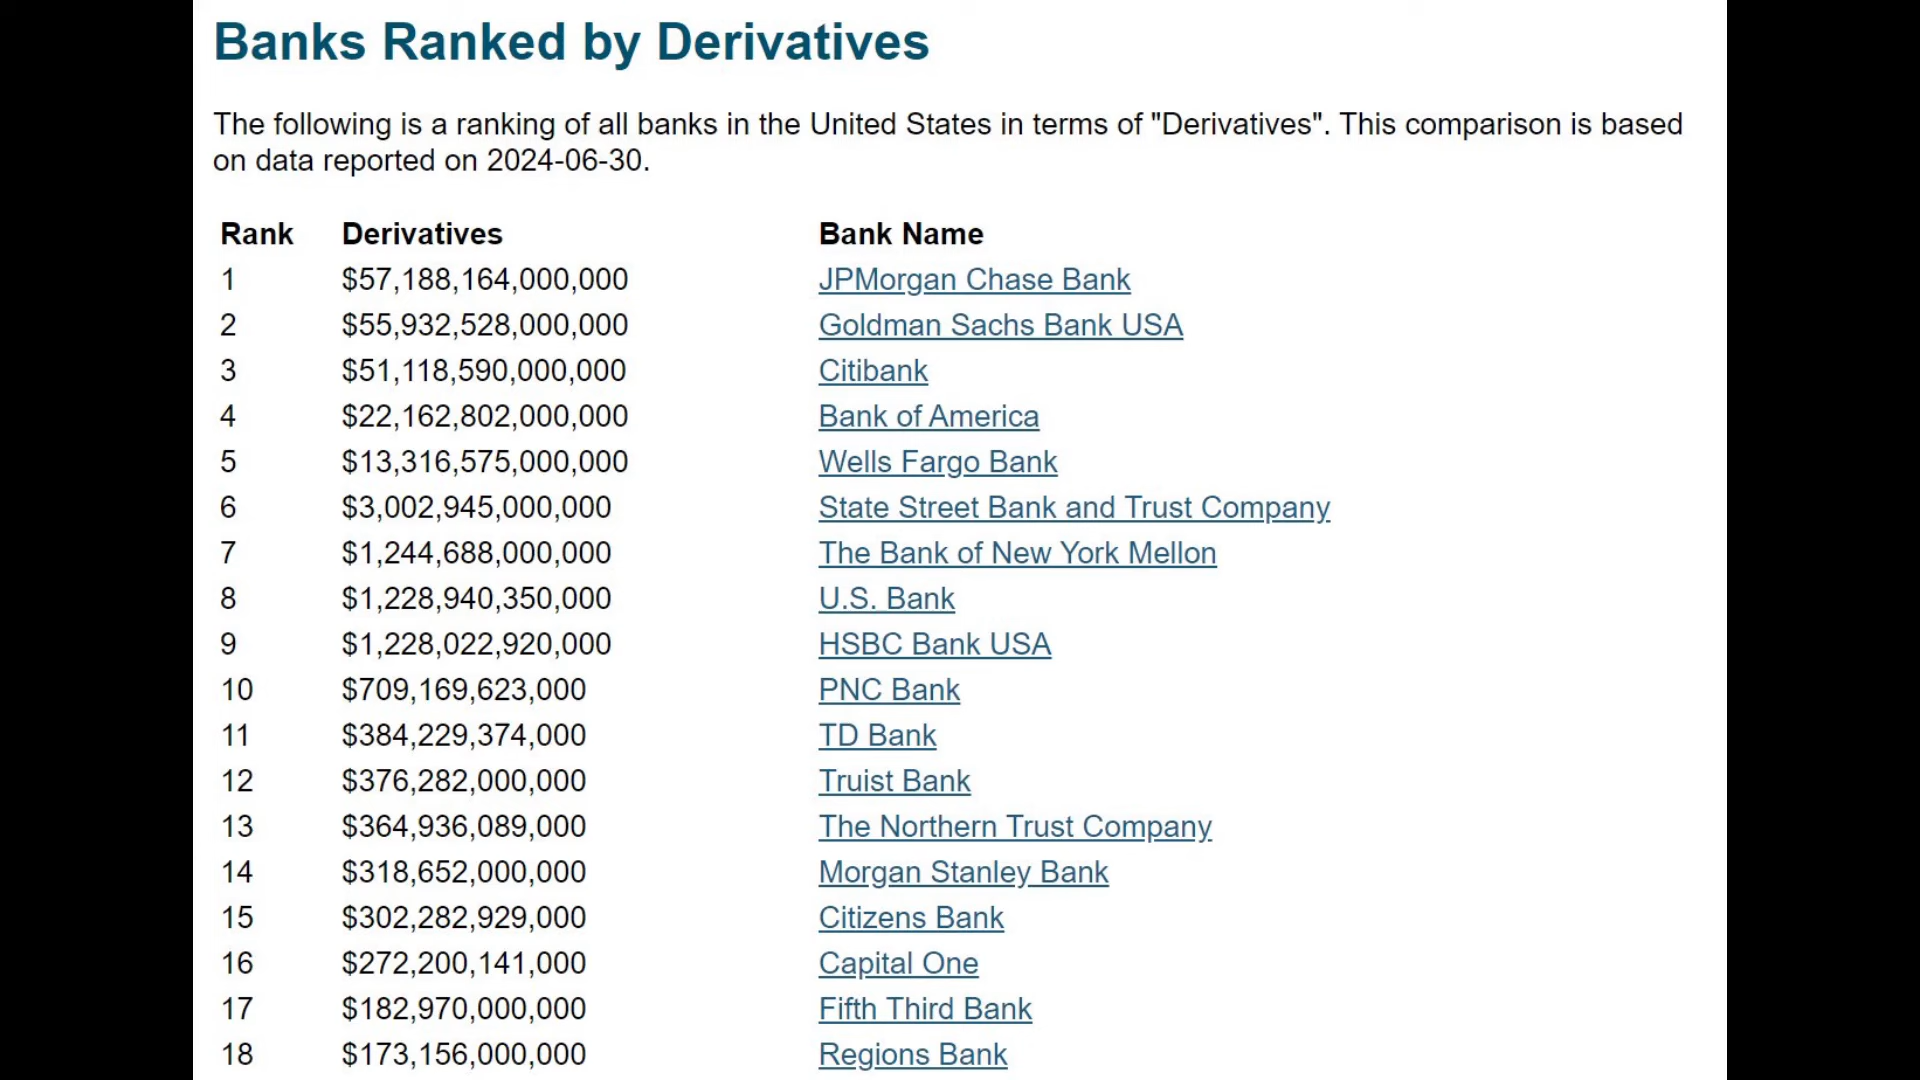 Banks Ranked by Derivatives
The following is a ranking of all banks in the United States in terms of "Derivatives". This comparison is based
on data reported on 2024-06-30.
Rank Derivatives Bank Name
1 $57,188,164,000,000 JPMorgan Chase Bank
2 $55,932,528,000,000 Goldman Sachs Bank USA
3 $51,118,590,000,000 Citibank
4 $22,162,802,000,000 Bank of America
5 $13,316,575,000,000 Wells Fargo Bank
6 $3,002,945,000,000 State Street Bank and Trust Company
7 $1,244,688,000,000 The Bank of New York Mellon
8 $1,228,940,350,000 U.S. Bank
9 $1,228,022,920,000 HSBC Bank USA
10 $709,169,623,000 PNC Bank
11 $384,229,374,000 TD Bank
12 $376,282,000,000 Truist Bank
13 $364,936,089,000 The Northern Trust Company
14 $318,652,000,000 Morgan Stanley Bank
15 $302,282,929,000 Citizens Bank
16 $272,200,141,000 Capital One
17 $182,970,000,000 Fifth Third Bank
18 $173,156,000,000 Regions Bank